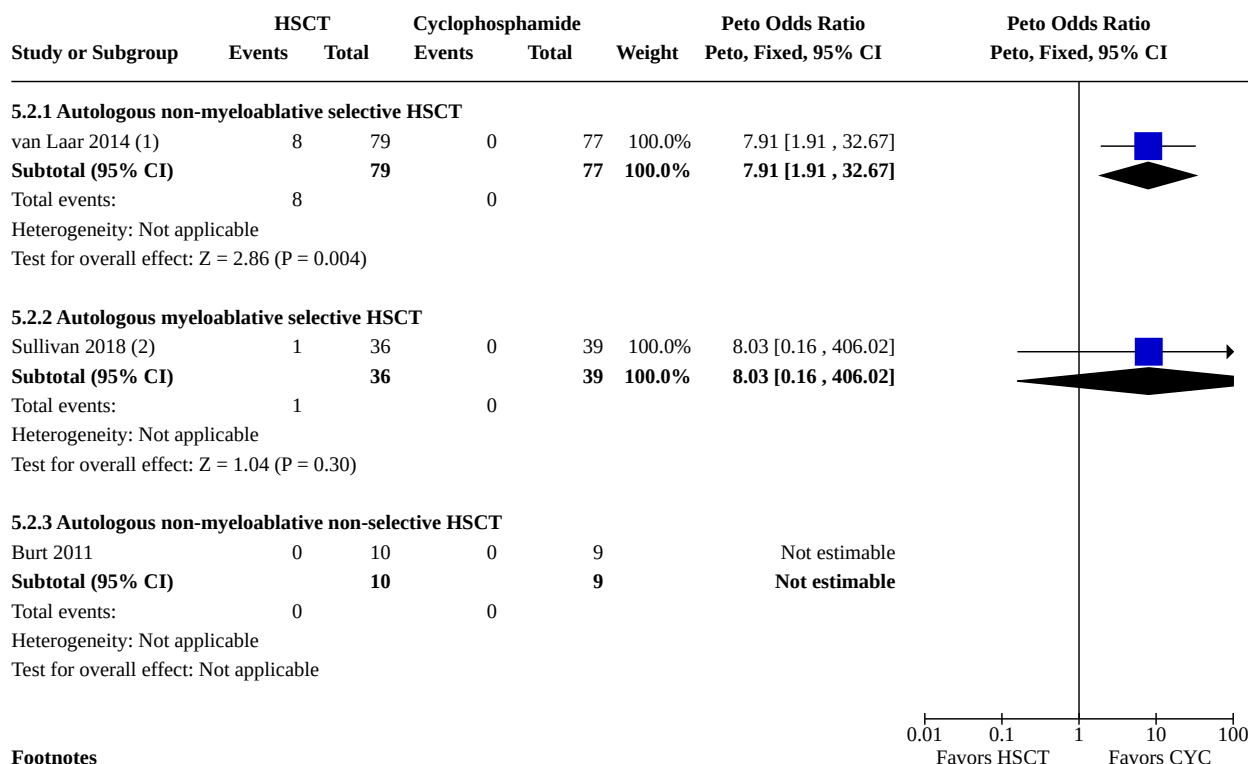 HSCT Cyclophosphamide Peto Odds Ratio Peto Odds Ratio
Study or Subgroup Events Total Events Total Weight Peto, Fixed, 95% CI Peto, Fixed, 95% CI
5.2.1 Autologous non-myeloablative selective HSCT
van Laar 2014 (1) 8 79 0 77 100.0% 7.91 [1.91 , 32.67]
Subtotal (95% CI) 79 77 100.0% 7.91 [1.91 , 32.67]
Total events: 8 0
Heterogeneity: Not applicable
Test for overall effect: Z = 2.86 (P = 0.004)
5.2.2 Autologous myeloablative selective HSCT
Sullivan 2018 (2) 1 36 0 39 100.0% 8.03 [0.16 , 406.02]
Subtotal (95% CI) 36 39 100.0% 8.03 [0.16 , 406.02]
Total events: 1 0
Heterogeneity: Not applicable
Test for overall effect: Z = 1.04 (P = 0.30)
5.2.3 Autologous non-myeloablative non-selective HSCT
Burt 2011 0 10 0 9 Not estimable
Subtotal (95% CI) 10 9 Not estimable
Total events: 0 0
Heterogeneity: Not applicable
Test for overall effect: Not applicable
0.01 0.1 1 10 100
Footnotes Favors HSCT Favors CYC